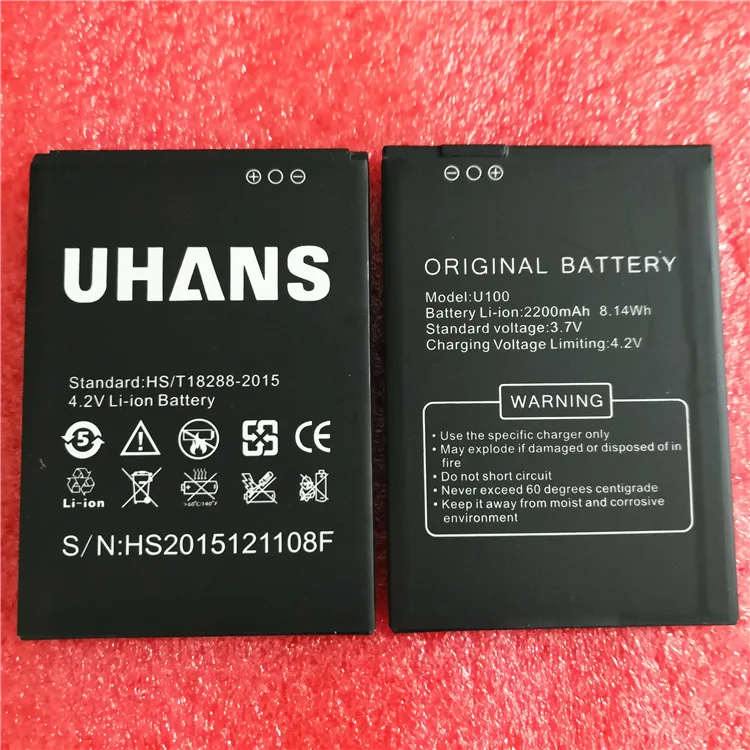 UHANS
Standard:HS/T18288-2015
4.2V Li-ion Battery
5
Li-ion
>60°C/140°F
S/N:HS2015121108F
ORIGINAL BATTERY
Model:U100
Battery Li-ion:2200mAh 8.14Wh
Standard voltage:3.7V
Charging Voltage Limiting:4.2V
WARNING
• Use the specific charger only
• May explode if damaged or disposed of in
fire
• Do not short circuit
• Never exceed 60 degrees centigrade
• Keep it away from moist and corrosive
environment